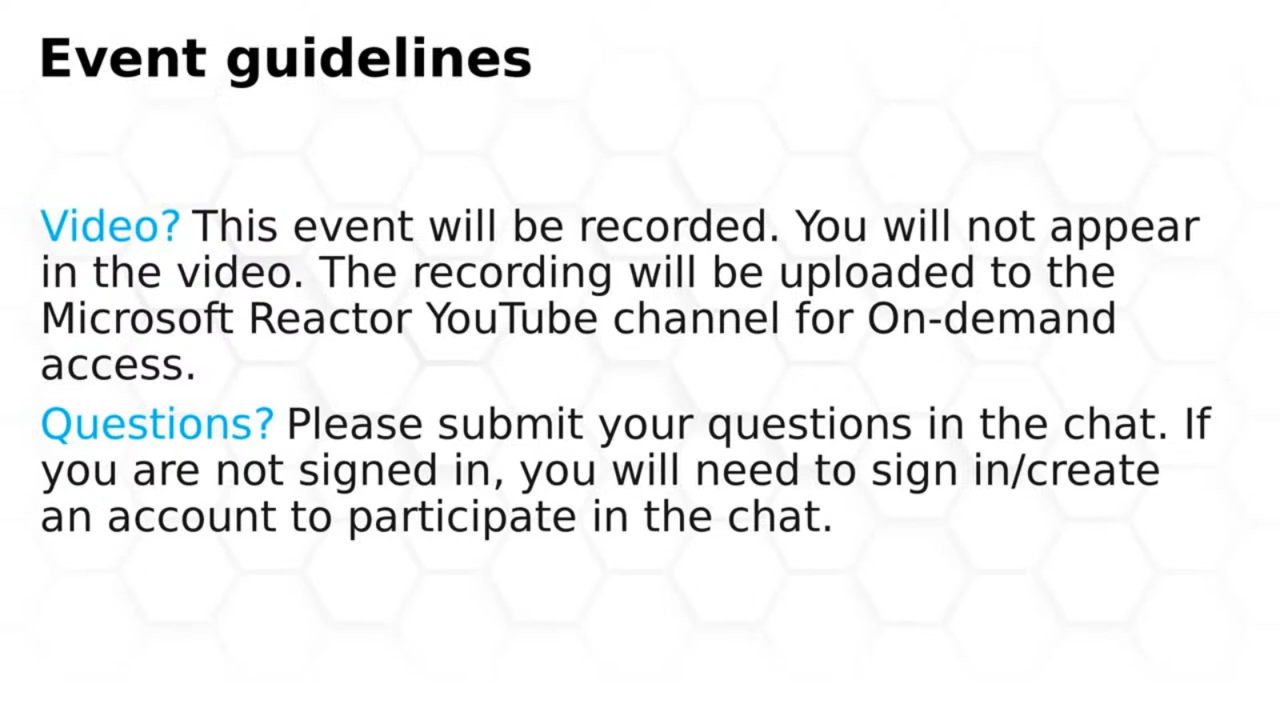 Event guidelines
Video? This event will be recorded. You will not appear
in the video. The recording will be uploaded to the
Microsoft Reactor YouTube channel for On-demand
access.
Questions? Please submit your questions in the chat. If
you are not signed in, you will need to sign in/create
an account to participate in the chat.